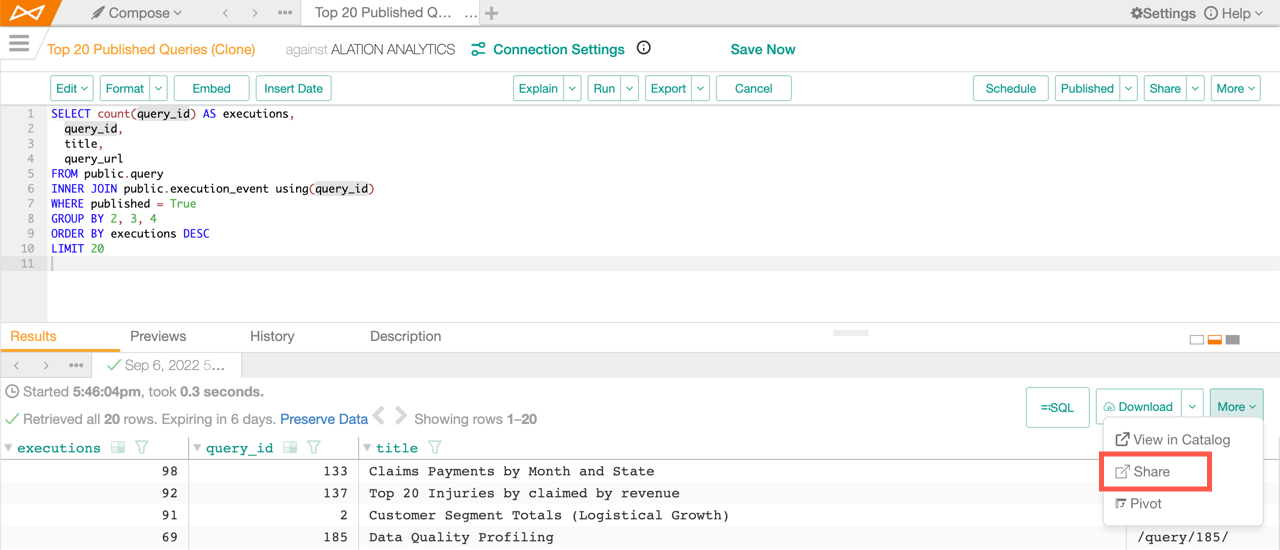 Compose ••• Top 20 Published Q... ... Settings Help
Top 20 Published Queries (Clone) against ALATION ANALYTICS Connection Settings Save Now
Edit Format Embed Insert Date Explain Run Export Cancel Schedule Published Share More
1 SELECT count(query_id) AS executions,
2 query_id,
3 title,
4 query_url
5 FROM public.query
6 INNER JOIN public.execution_event using(query_id)
7 WHERE published = True
8 GROUP BY 2, 3, 4
9 ORDER BY executions DESC
10 LIMIT 20
11
Results Previews History Description
••• Sep 6, 2022 5...
Started 5:46:04pm, took 0.3 seconds.
SQL Download More
Retrieved all 20 rows. Expiring in 6 days. Preserve Data Showing rows 1–20
View in Catalog
Share
Pivot
executions query_id title
98 133 Claims Payments by Month and State
92 137 Top 20 Injuries by claimed by revenue
91 2 Customer Segment Totals (Logistical Growth)
69 185 Data Quality Profiling /query/185/